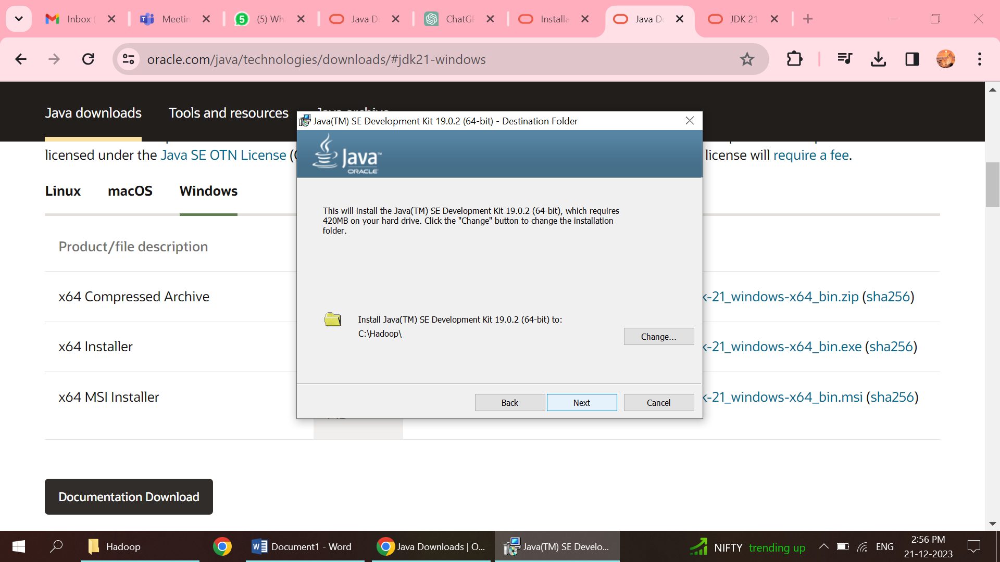 Inbox (
Meetin
5
(5) Wh
Java D
ChatGP
Installa
Java Do
JDK 21
oracle.com/java/technologies/downloads/#jdk21-windows
Java downloads
Tools and resources
Java archive
licensed under the Java SE OTN License (
license will require a fee.
Linux
macOS
Windows
Product/file description
x64 Compressed Archive
k-21_windows-x64_bin.zip (sha256)
x64 Installer
k-21_windows-x64_bin.exe (sha256)
x64 MSI Installer
k-21_windows-x64_bin.msi (sha256)
Documentation Download
Java(TM) SE Development Kit 19.0.2 (64-bit) - Destination Folder
Java™
ORACLE
This will install the Java(TM) SE Development Kit 19.0.2 (64-bit), which requires
420MB on your hard drive. Click the "Change" button to change the installation
folder.
Install Java(TM) SE Development Kit 19.0.2 (64-bit) to:
C:\Hadoop\
Change...
Back
Next
Cancel
Hadoop
Document1 - Word
Java Downloads | O...
Java(TM) SE Develo...
NIFTY trending up
ENG
2:56 PM
21-12-2023